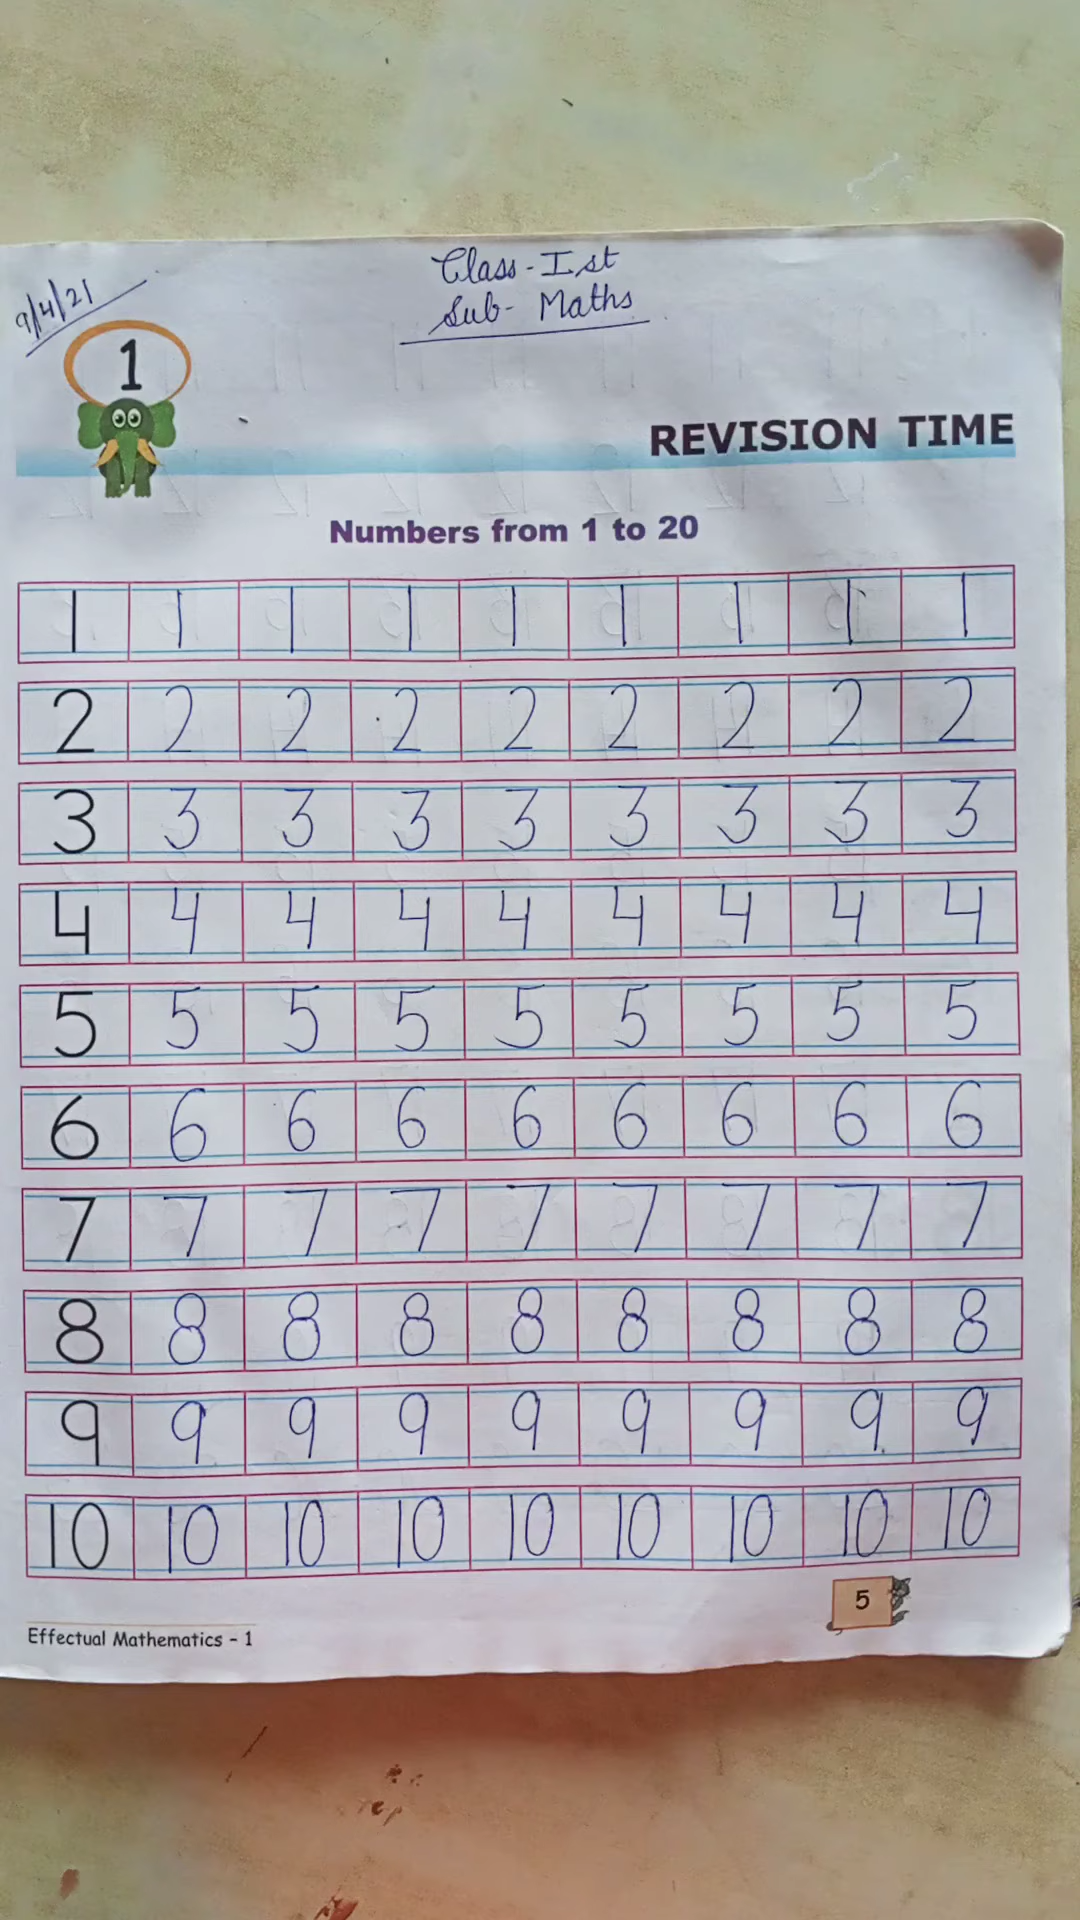 Class - Ist
9/4/21
Sub - Maths
1
REVISION TIME
Numbers from 1 to 20
1 1 1 1 1 1 1 1 1
2 2 2 2 2 2 2 2 2
3 3 3 3 3 3 3 3 3
4 4 4 4 4 4 4 4 4
5 5 5 5 5 5 5 5 5
6 6 6 6 6 6 6 6 6
7 7 7 7 7 7 7 7 7
8 8 8 8 8 8 8 8 8
9 9 9 9 9 9 9 9 9
10 10 10 10 10 10 10 10 10
5
Effectual Mathematics - 1